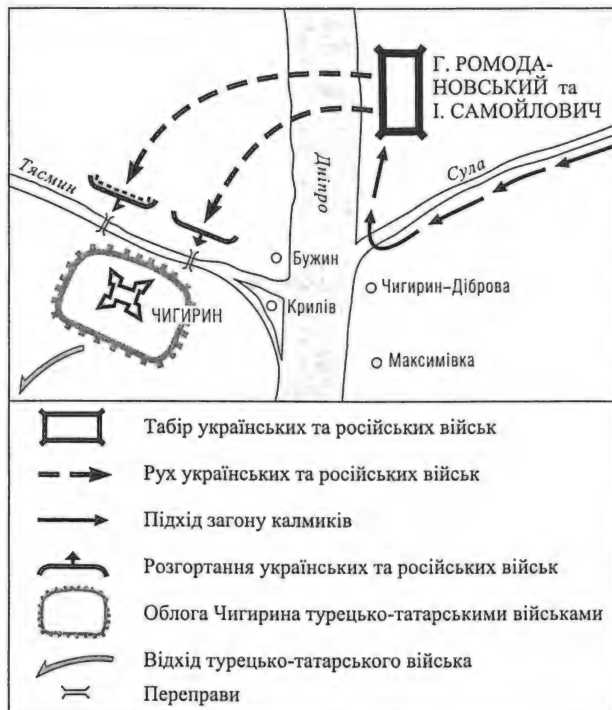 Г. РОМОДА-
НОВСЬКИЙ та
І. САМОЙЛОВИЧ
Тясмин
Дніпро
Сула
Бужин
Чигирин–Діброва
Крилів
ЧИГИРИН
Максимівка
Табір українських та російських військ
Рух українських та російських військ
Підхід загону калмиків
Розгортання українських та російських військ
Облога Чигирина турецько-татарськими військами
Відхід турецько-татарського війська
Переправи